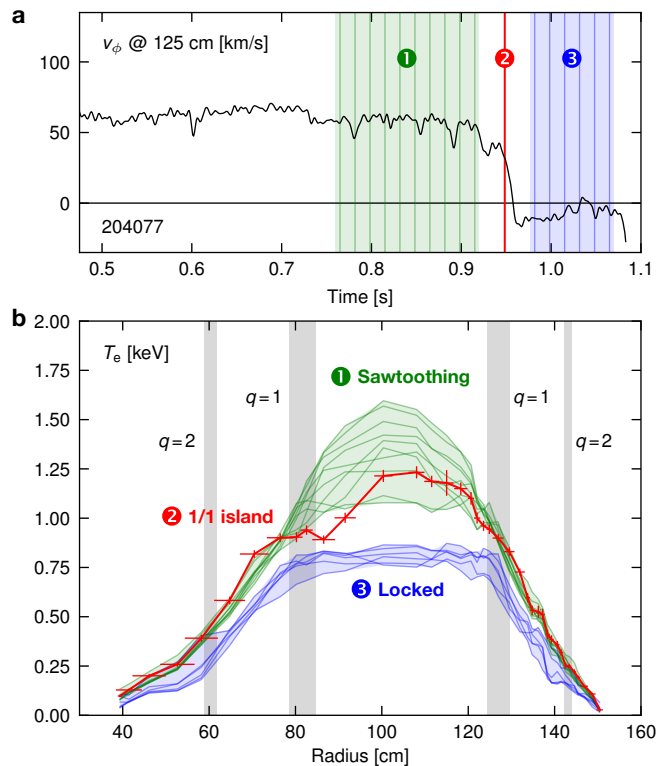 a
v_ϕ @ 125 cm [km/s]
1
2
3
100
50
0
204077
0.5
0.6
0.7
0.8
0.9
1.0
1.1
Time [s]
b
2.00
T_e [keV]
1.75
1 Sawtoothing
q = 1
q = 1
1.50
q = 2
q = 2
1.25
2 1/1 island
1.00
0.75
3 Locked
0.50
0.25
0.00
40
60
80
100
120
140
160
Radius [cm]